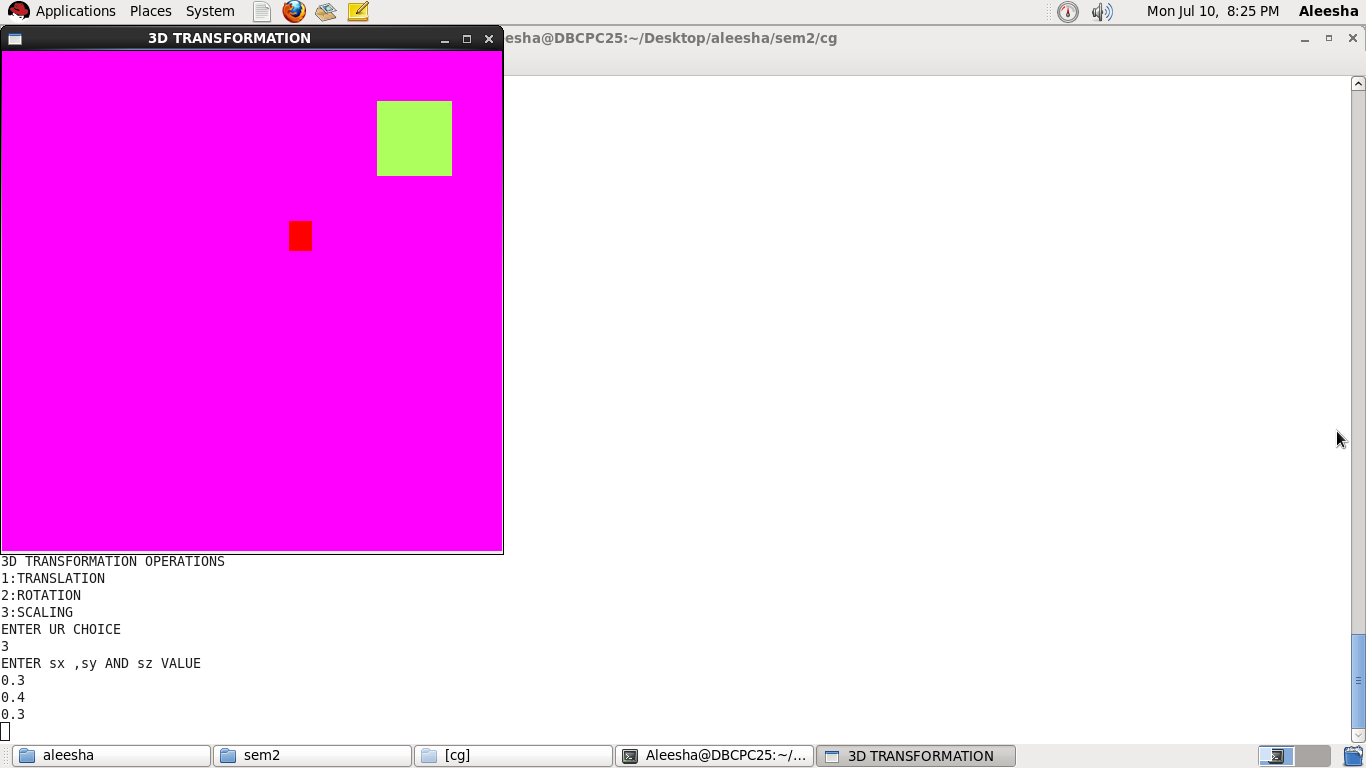 Applications Places System Mon Jul 10, 8:25 PM Aleesha
3D TRANSFORMATION
esha@DBCPC25:~/Desktop/aleesha/sem2/cg
3D TRANSFORMATION OPERATIONS
1:TRANSLATION
2:ROTATION
3:SCALING
ENTER UR CHOICE
3
ENTER sx ,sy AND sz VALUE
0.3
0.4
0.3
aleesha sem2 [cg] Aleesha@DBCPC25:~/... 3D TRANSFORMATION